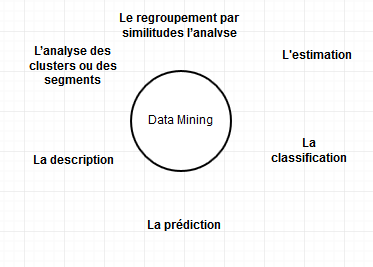 Le regroupement par
similitudes l'analyse
L'analyse des
clusters ou des
segments
L'estimation
Data Mining
La
classification
La description
La prédiction